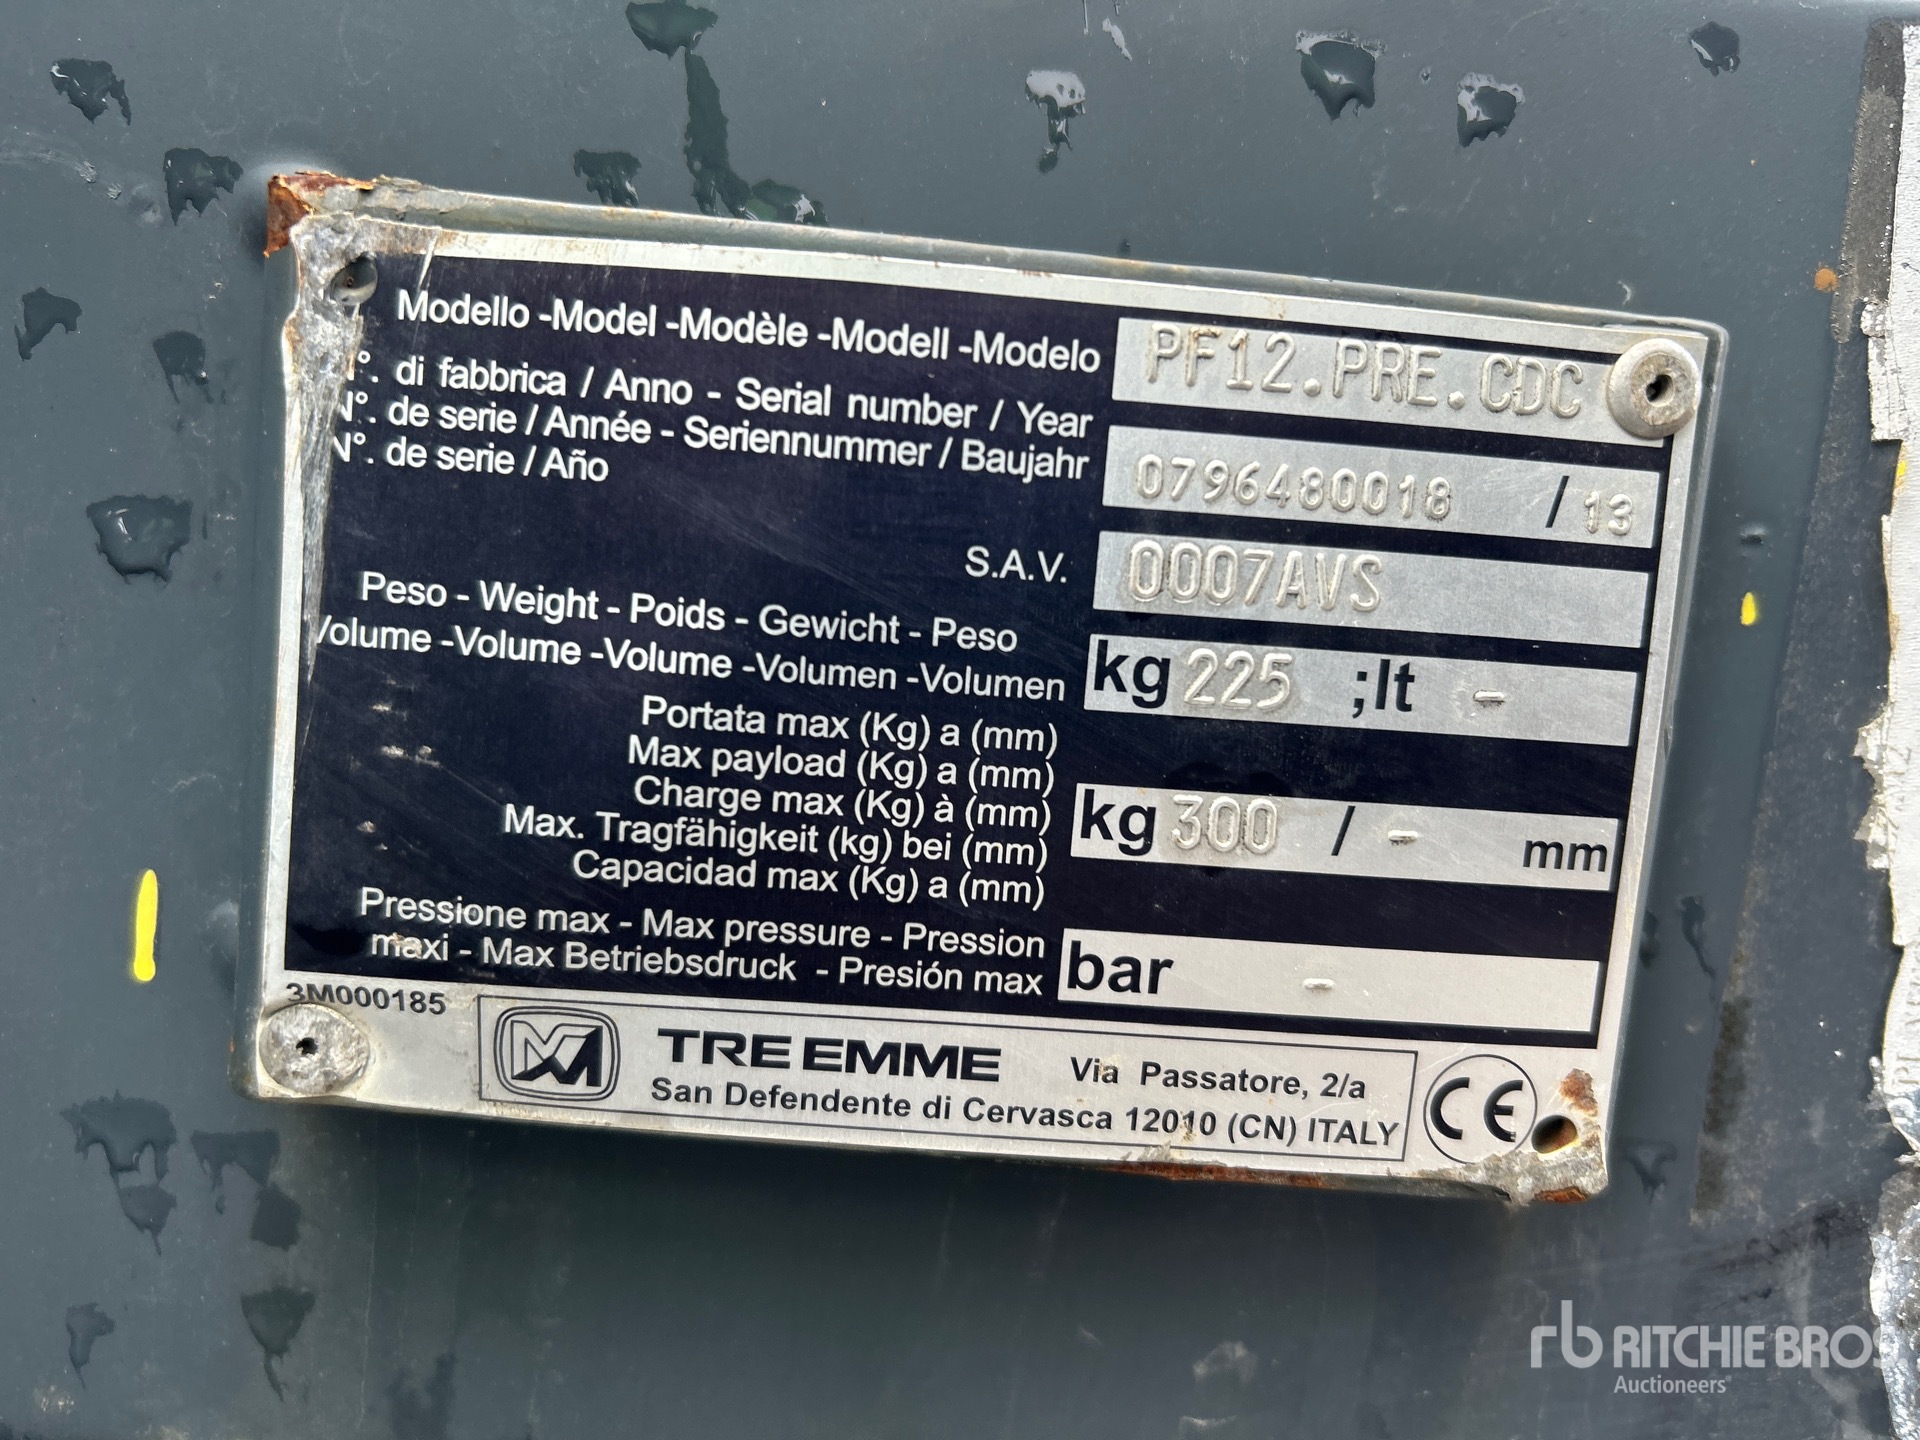 Modello -Model -Modèle -Modell -Modelo PF12.PRE.CDC
N°. di fabbrica / Anno - Serial number / Year
N°. de serie / Année - Seriennummer / Baujahr 0796480018 / 13
N°. de serie / Año
S.A.V. 0007AVS
Peso - Weight - Poids - Gewicht - Peso
Volume -Volume -Volume -Volumen -Volumen kg 225 ;lt -
Portata max (Kg) a (mm)
Max payload (Kg) a (mm)
Charge max (Kg) à (mm) kg 300 / - mm
Max. Tragfähigkeit (kg) bei (mm)
Capacidad max (Kg) a (mm)
Pressione max - Max pressure - Pression
maxi - Max Betriebsdruck - Presión max bar -
3M000185
TRE EMME Via Passatore, 2/a
San Defendente di Cervasca 12010 (CN) ITALY
CE
rb RITCHIE BROS
Auctioneers